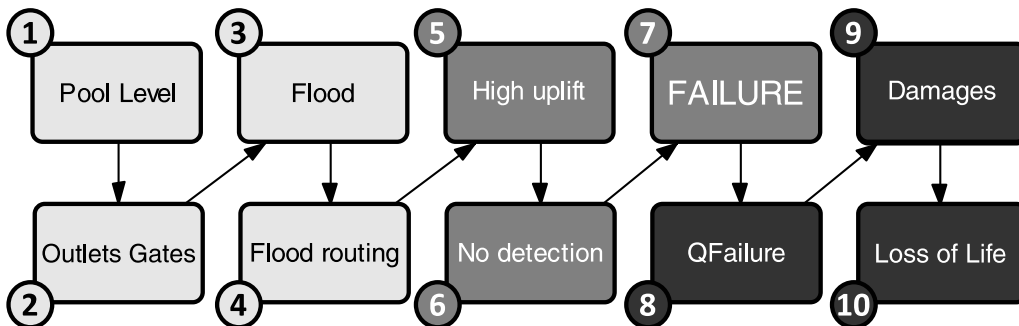 1
Pool Level
2
Outlets Gates
3
Flood
4
Flood routing
5
High uplift
6
No detection
7
FAILURE
8
QFailure
9
Damages
10
Loss of Life